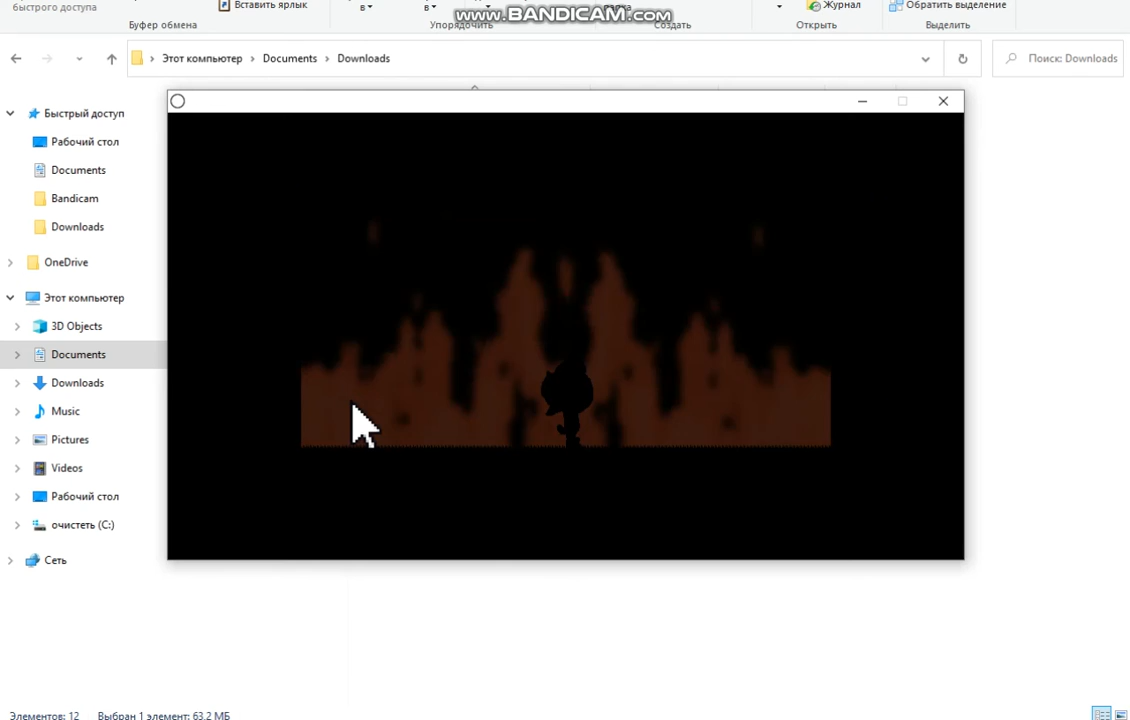 быстрого доступа
Вставить ярлык
в
в
папка
Журнал
Обратить выделение
Буфер обмена
Упорядочить
Создать
Открыть
Выделить
www.BANDICAM.com
Этот компьютер
Documents
Downloads
Поиск: Downloads
Быстрый доступ
Рабочий стол
Documents
Bandicam
Downloads
OneDrive
Этот компьютер
3D Objects
Documents
Downloads
Music
Pictures
Videos
Рабочий стол
очистеть (C:)
Сеть
Элементов: 12
Выбран 1 элемент: 63.2 МБ